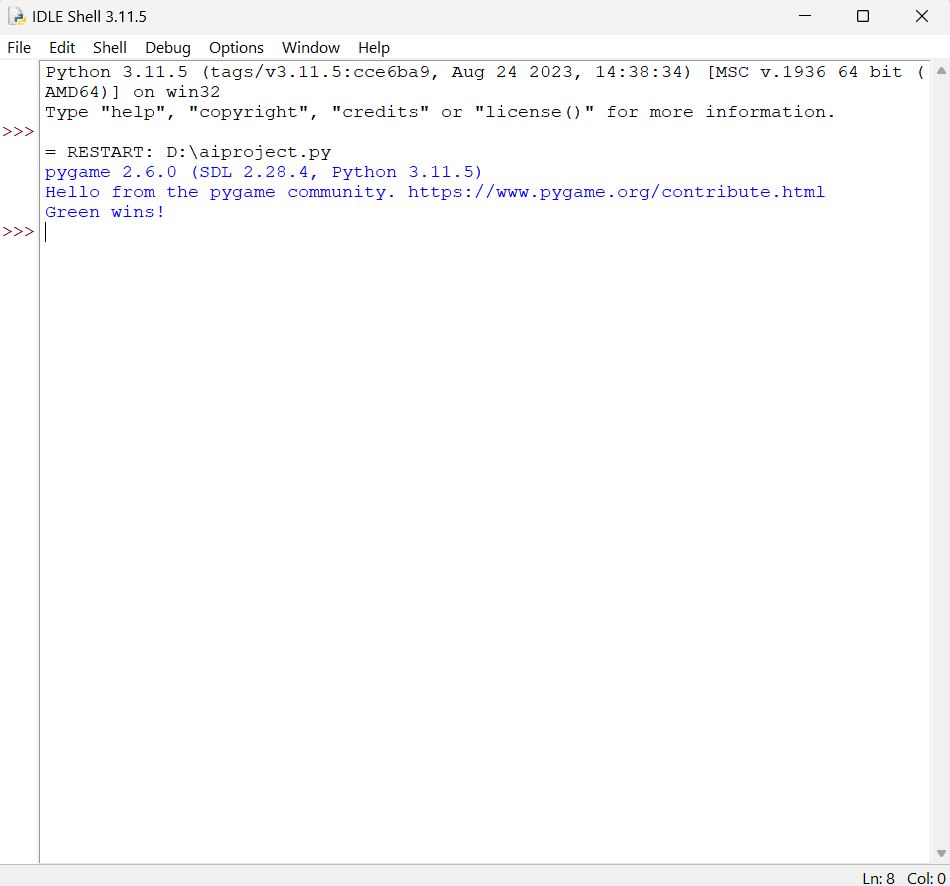 IDLE Shell 3.11.5
File Edit Shell Debug Options Window Help
Python 3.11.5 (tags/v3.11.5:cce6ba9, Aug 24 2023, 14:38:34) [MSC v.1936 64 bit (
AMD64)] on win32
Type "help", "copyright", "credits" or "license()" for more information.
>>>
= RESTART: D:\aiproject.py
pygame 2.6.0 (SDL 2.28.4, Python 3.11.5)
Hello from the pygame community. https://www.pygame.org/contribute.html
Green wins!
>>>
Ln: 8 Col: 0